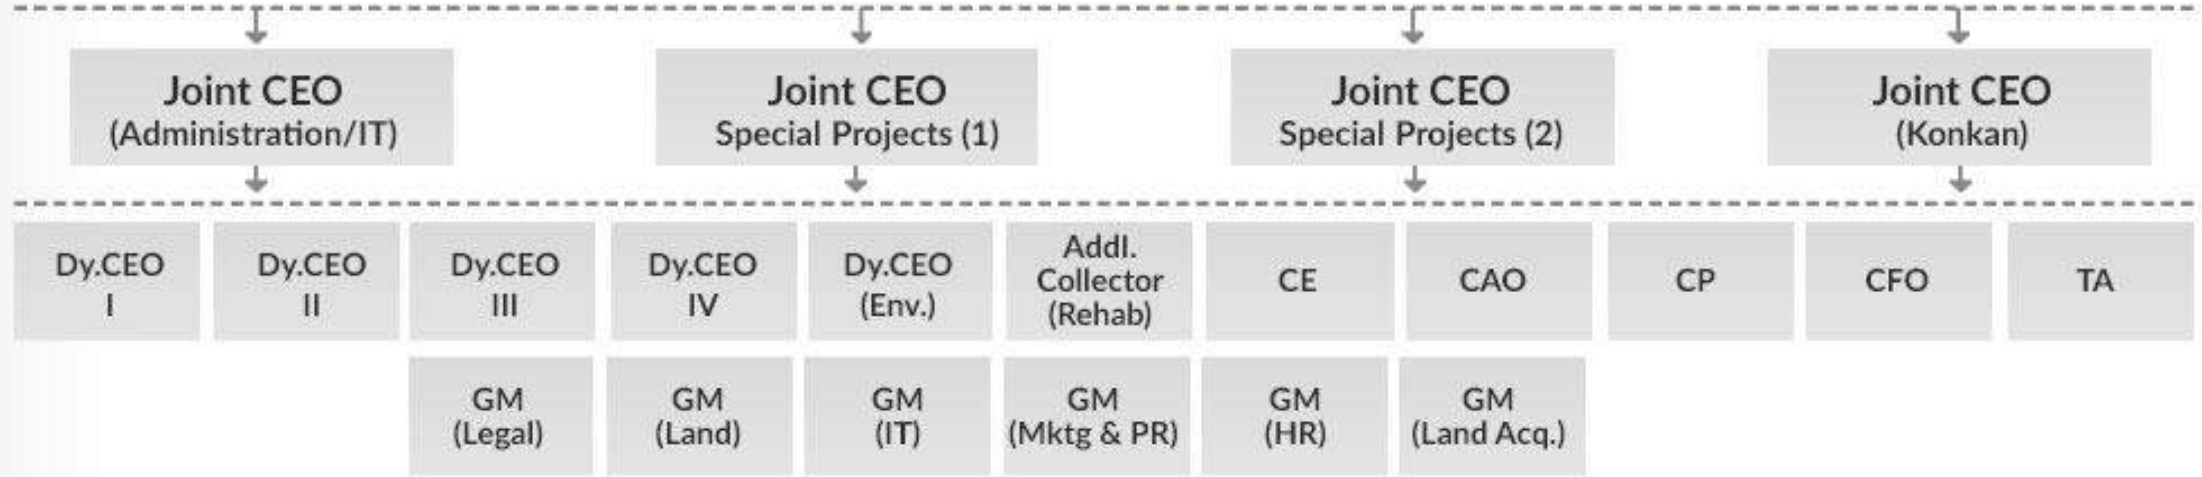 Joint CEO
(Administration/IT)
Joint CEO
Special Projects (1)
Joint CEO
Special Projects (2)
Joint CEO
(Konkan)
Dy.CEO
I
Dy.CEO
II
Dy.CEO
III
Dy.CEO
IV
Dy.CEO
(Env.)
Addl.
Collector
(Rehab)
CE
CAO
CP
CFO
TA
GM
(Legal)
GM
(Land)
GM
(IT)
GM
(Mktg & PR)
GM
(HR)
GM
(Land Acq.)